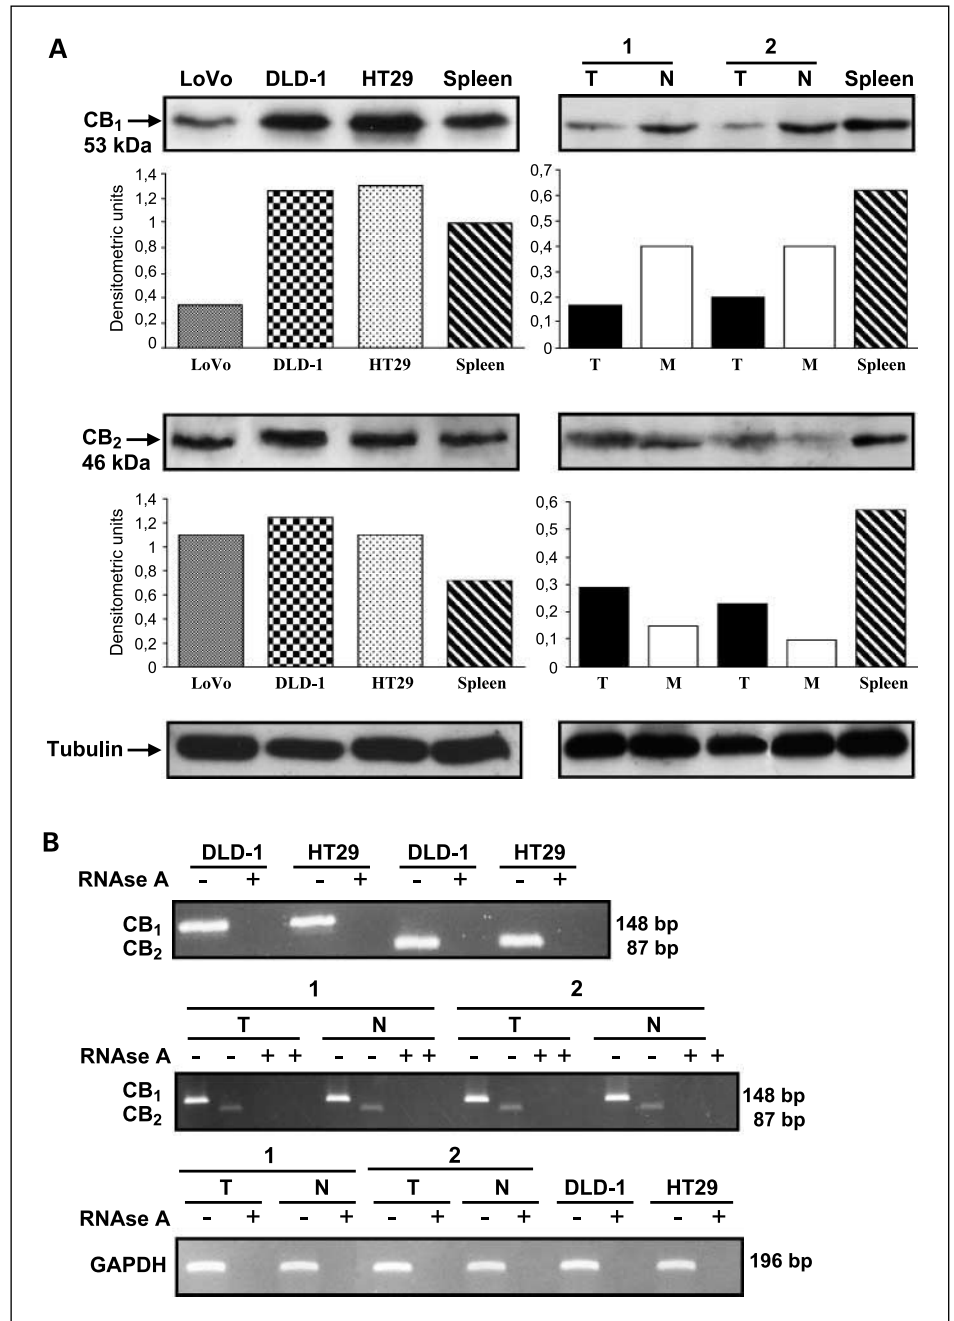 A
1 2
LoVo DLD-1 HT29 Spleen T N T N Spleen
CB1
53 kDa
Densitometric units
1,4
1,2
1
0,8
0,6
0,4
0,2
0
LoVo DLD-1 HT29 Spleen
0,7
0,6
0,5
0,4
0,3
0,2
0,1
0
T M T M Spleen
CB2
46 kDa
Densitometric units
1,4
1,2
1
0,8
0,6
0,4
0,2
0
LoVo DLD-1 HT29 Spleen
0,6
0,5
0,4
0,3
0,2
0,1
0
T M T M Spleen
Tubulin
B
DLD-1 HT29 DLD-1 HT29
RNAse A - + - + - + - +
CB1 148 bp
CB2 87 bp
1 2
T N T N
RNAse A - - + + - - + + - - + + - - + +
CB1 148 bp
CB2 87 bp
1 2
T N T N DLD-1 HT29
RNAse A - + - + - + - + - + - +
GAPDH 196 bp